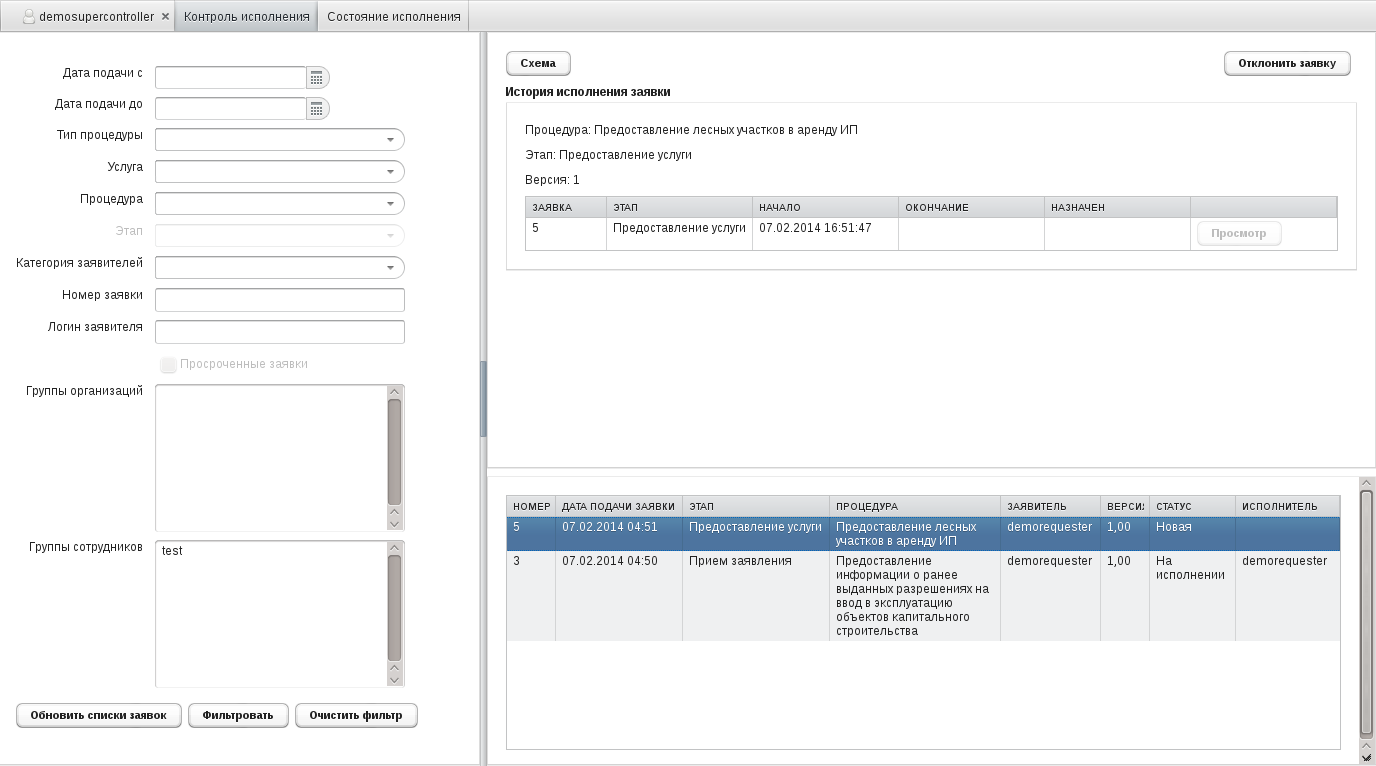 demosupercontroller
Контроль исполнения
Состояние исполнения
Дата подачи с
Дата подачи до
Тип процедуры
Услуга
Процедура
Этап
Категория заявителей
Номер заявки
Логин заявителя
Просроченные заявки
Группы организаций
Группы сотрудников
test
Обновить списки заявок
Фильтровать
Очистить фильтр
Схема
Отклонить заявку
История исполнения заявки
Процедура: Предоставление лесных участков в аренду ИП
Этап: Предоставление услуги
Версия: 1
ЗАЯВКА ЭТАП НАЧАЛО ОКОНЧАНИЕ НАЗНАЧЕН
5 Предоставление услуги 07.02.2014 16:51:47 Просмотр
НОМЕР ДАТА ПОДАЧИ ЗАЯВКИ ЭТАП ПРОЦЕДУРА ЗАЯВИТЕЛЬ ВЕРСИ СТАТУС ИСПОЛНИТЕЛЬ
5 07.02.2014 04:51 Предоставление услуги Предоставление лесных demorequester 1,00 Новая
участков в аренду ИП
3 07.02.2014 04:50 Прием заявления Предоставление demorequester 1,00 На demorequester
информации о ранее исполнении
выданных разрешениях на
ввод в эксплуатацию
объектов капитального
строительства